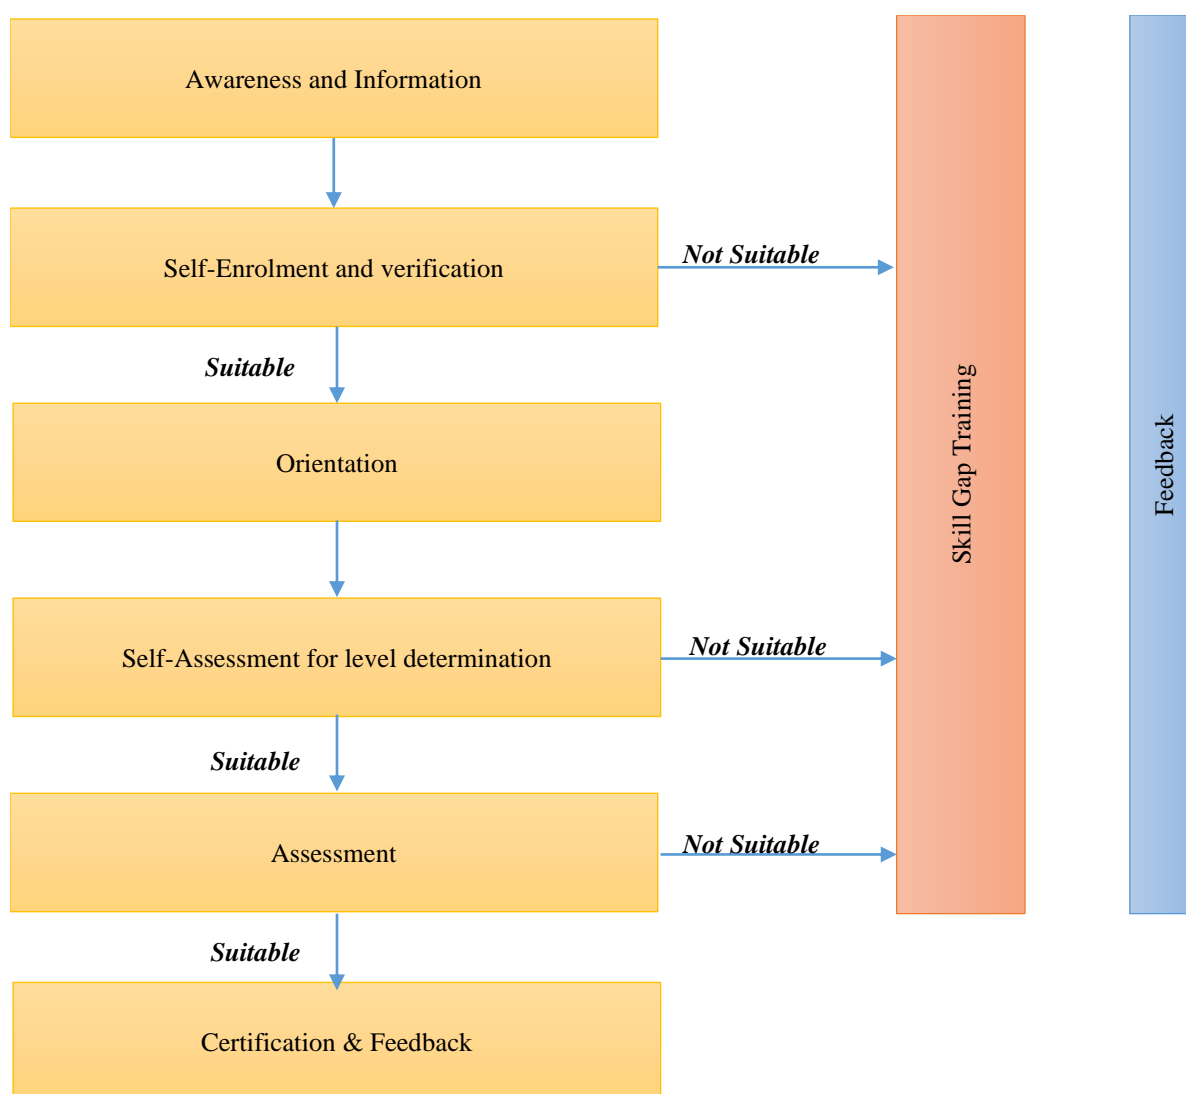 Awareness and Information
Self-Enrolment and verification
Not Suitable
Suitable
Orientation
Self-Assessment for level determination
Not Suitable
Suitable
Assessment
Not Suitable
Suitable
Certification & Feedback
Skill Gap Training
Feedback